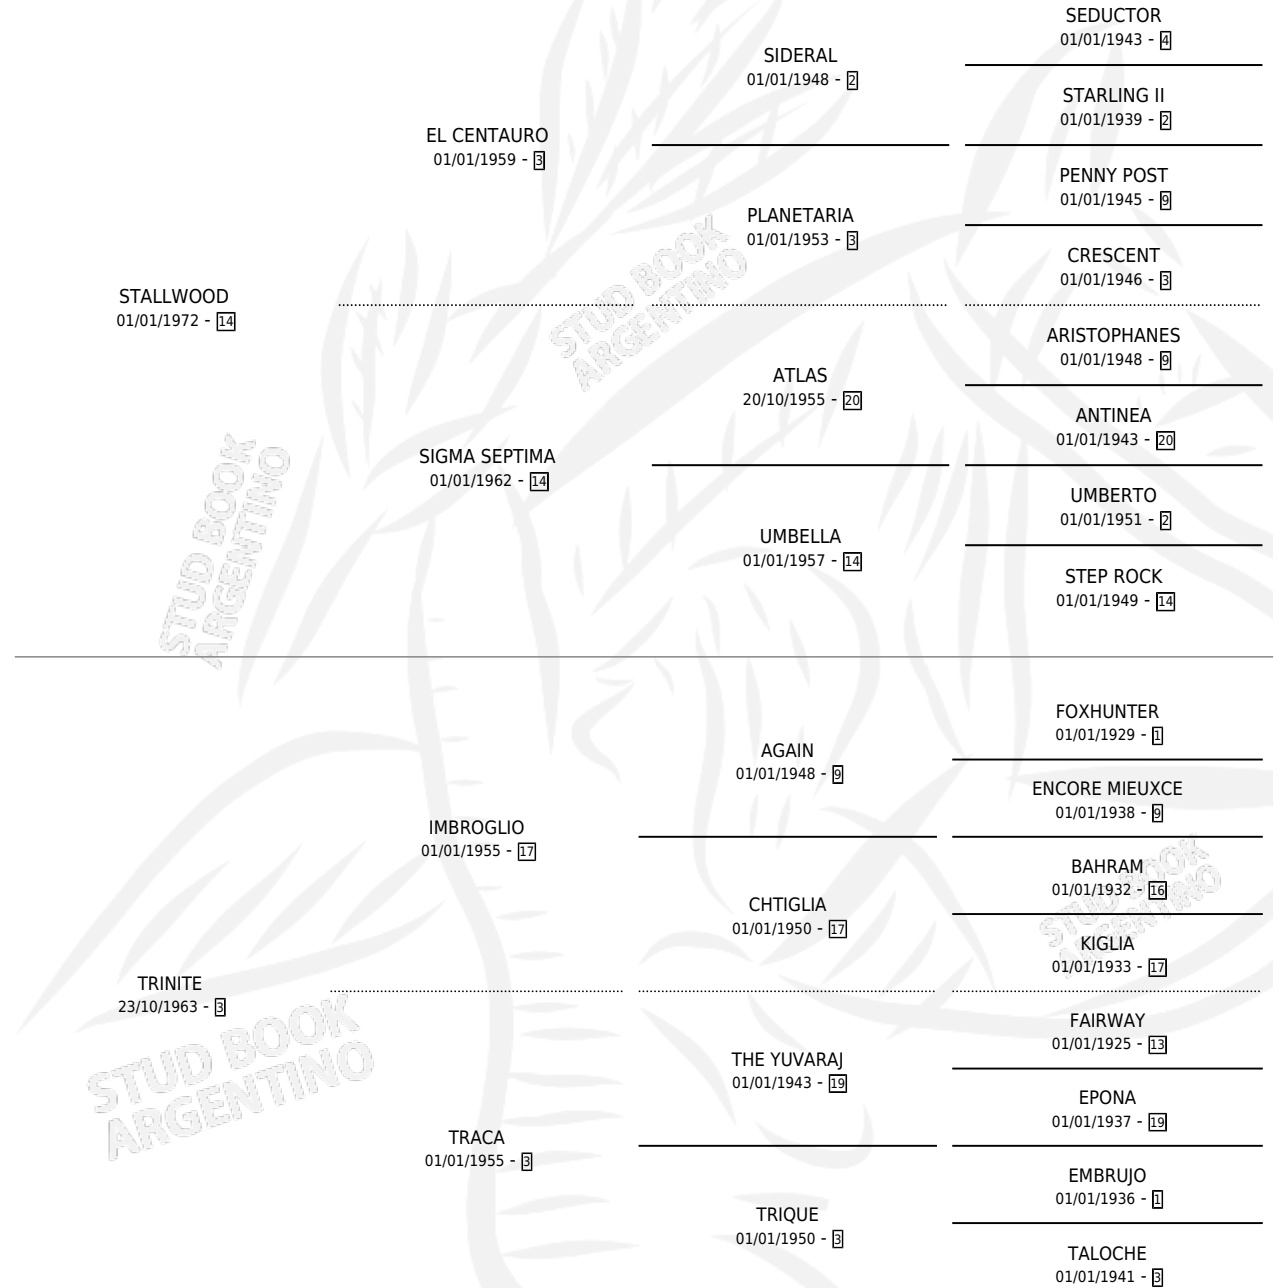 SEDUCTOR
01/01/1943 - 4
SIDERAL
01/01/1948 - 2
STARLING II
01/01/1939 - 2
EL CENTAURO
01/01/1959 - 3
PENNY POST
01/01/1945 - 9
PLANETARIA
01/01/1953 - 3
CRESCENT
01/01/1946 - 3
STALLWOOD
01/01/1972 - 14
ARISTOPHANES
01/01/1948 - 9
ATLAS
20/10/1955 - 20
ANTINEA
01/01/1943 - 20
SIGMA SEPTIMA
01/01/1962 - 14
UMBERTO
01/01/1951 - 2
UMBELLA
01/01/1957 - 14
STEP ROCK
01/01/1949 - 14
STUD BOOK
ARGENTINO
STUD BOOK
ARGENTINO
FOXHUNTER
01/01/1929 - 1
AGAIN
01/01/1948 - 9
ENCORE MIEUXCE
01/01/1938 - 9
IMBROGLIO
01/01/1955 - 17
BAHRAM
01/01/1932 - 16
CHTIGLIA
01/01/1950 - 17
KIGLIA
01/01/1933 - 17
TRINITE
23/10/1963 - 3
FAIRWAY
01/01/1925 - 13
THE YUVARAJ
01/01/1943 - 19
EPONA
01/01/1937 - 19
TRACA
01/01/1955 - 3
EMBRUJO
01/01/1936 - 1
TRIQUE
01/01/1950 - 3
TALOCHE
01/01/1941 - 3
STUD BOOK
ARGENTINO
STUD BOOK
ARGENTINO